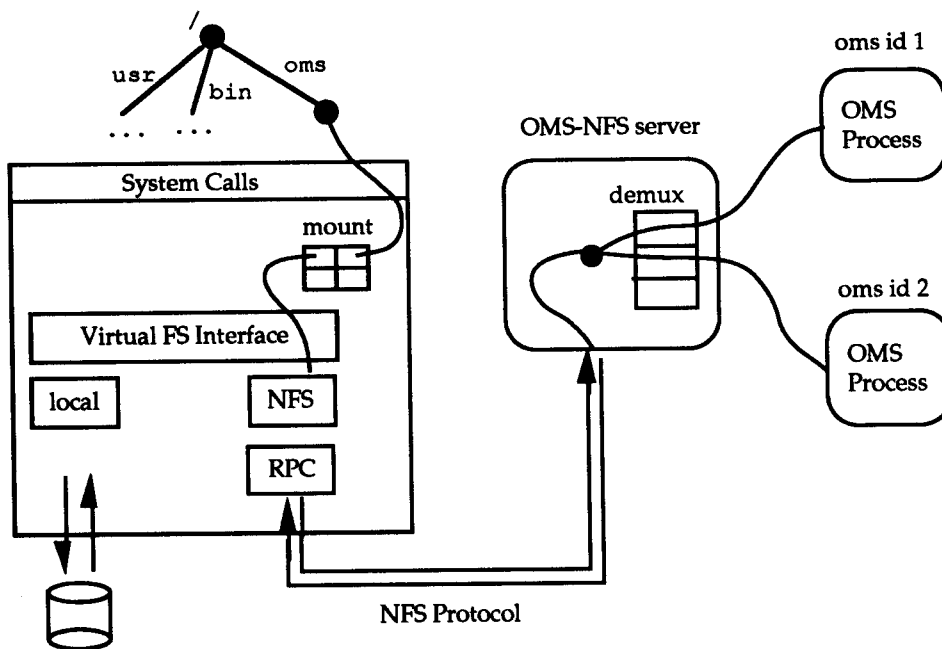 /
usr
bin
oms
... ...
System Calls
mount
Virtual FS Interface
local
NFS
RPC
NFS Protocol
OMS-NFS server
demux
oms id 1
OMS
Process
oms id 2
OMS
Process